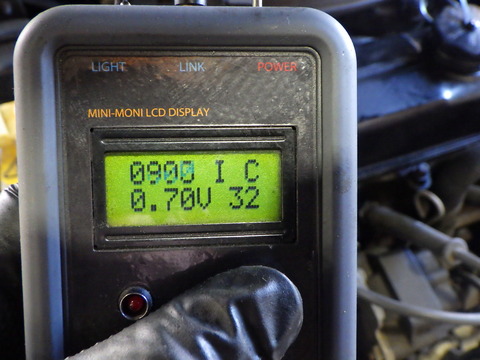 LIGHT LINK POWER
MINI-MONI LCD DISPLAY
0900 I C
0.70V 32